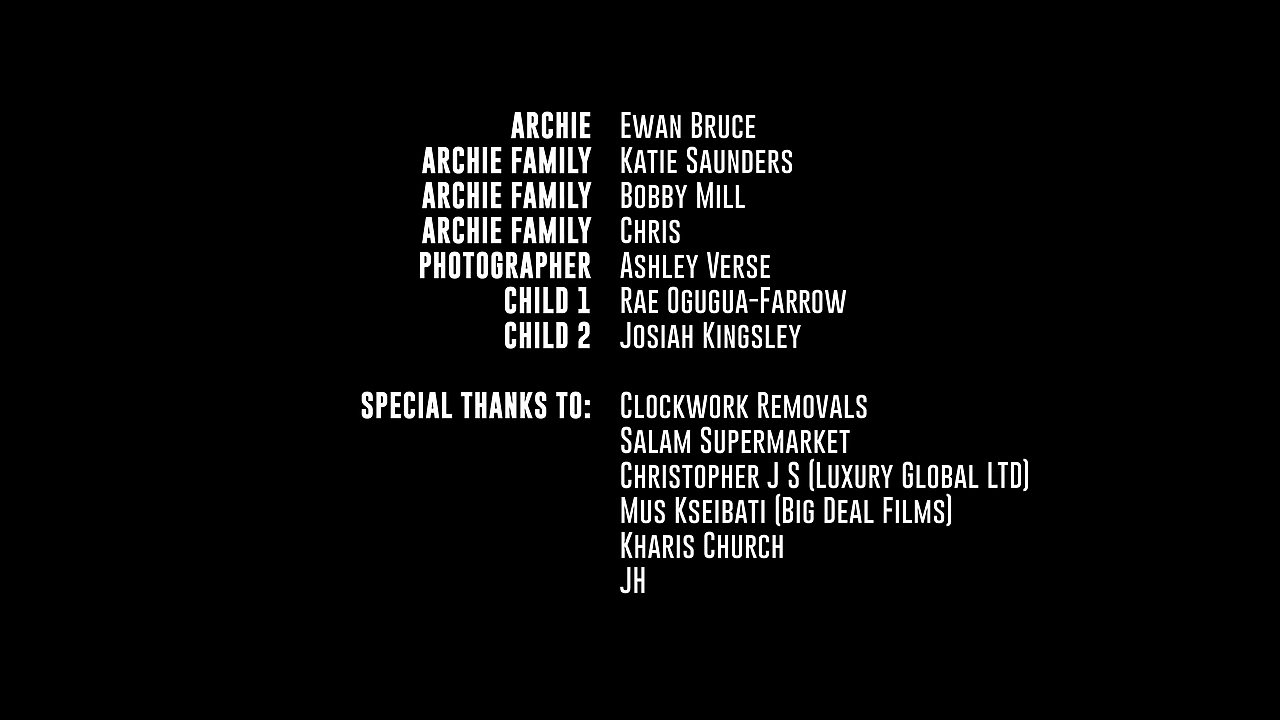 ARCHIE Ewan Bruce
ARCHIE FAMILY Katie Saunders
ARCHIE FAMILY Bobby Mill
ARCHIE FAMILY Chris
PHOTOGRAPHER Ashley Verse
CHILD 1 Rae Ogugua-Farrow
CHILD 2 Josiah Kingsley
SPECIAL THANKS TO: Clockwork Removals
Salam Supermarket
Christopher J S (Luxury Global LTD)
Mus Kseibati (Big Deal Films)
Kharis Church
JH